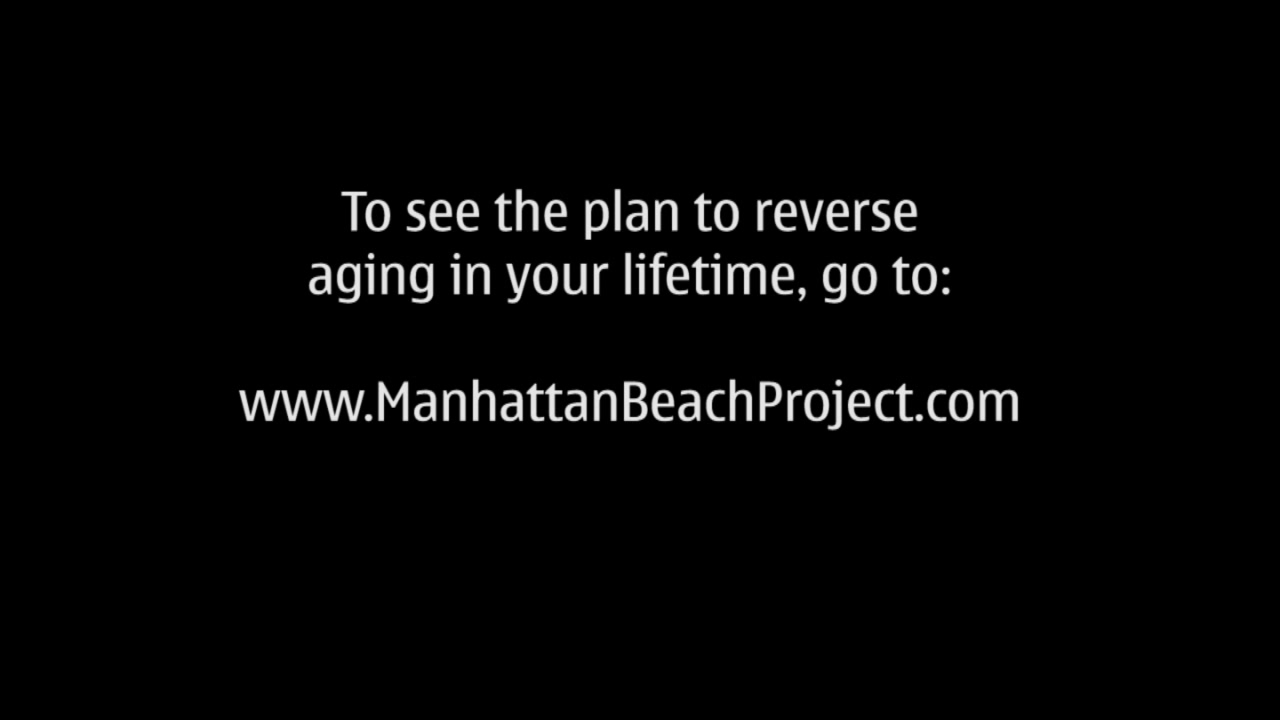 To see the plan to reverse
aging in your lifetime, go to:
www.ManhattanBeachProject.com